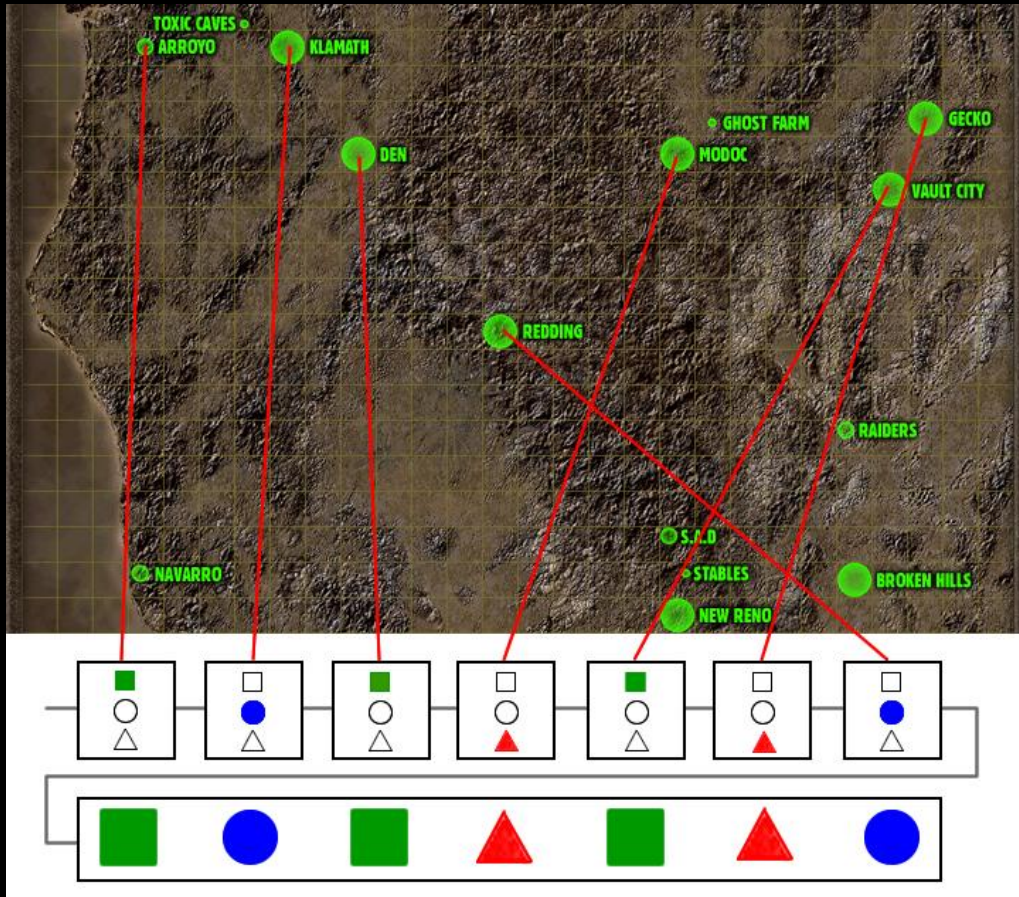 TOXIC CAVES
ARROYO
KLAMATH
GHOST FARM
GECKO
DEN
MODOC
VAULT CITY
REDDING
RAIDERS
S.A.D
NAVARRO
STABLES
BROKEN HILLS
NEW RENO